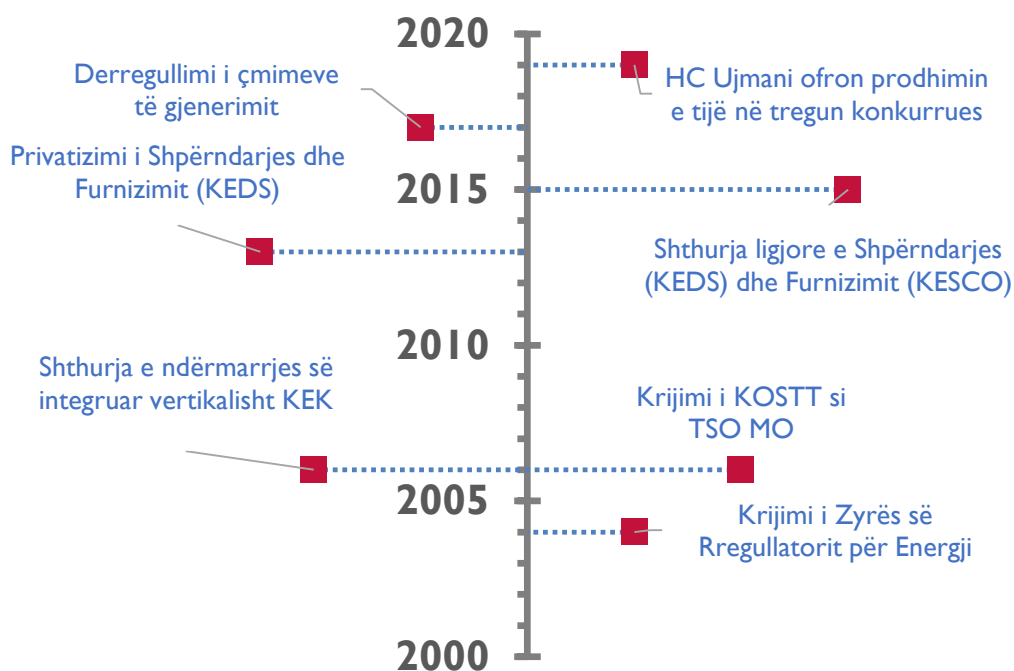 2020
Derregullimi i çmimeve
të gjenerimit
HC Ujmani ofron prodhimin
e tijë në tregun konkurrues
Privatizimi i Shpërndarjes dhe
Furnizimit (KEDS)
2015
Shthurja ligjore e Shpërndarjes
(KEDS) dhe Furnizimit (KESCO)
2010
Shthurja e ndërmarrjes së
integruar vertikalisht KEK
Krijimi i KOSTT si
TSO MO
2005
Krijimi i Zyrës së
Rregullatorit për Energji
2000